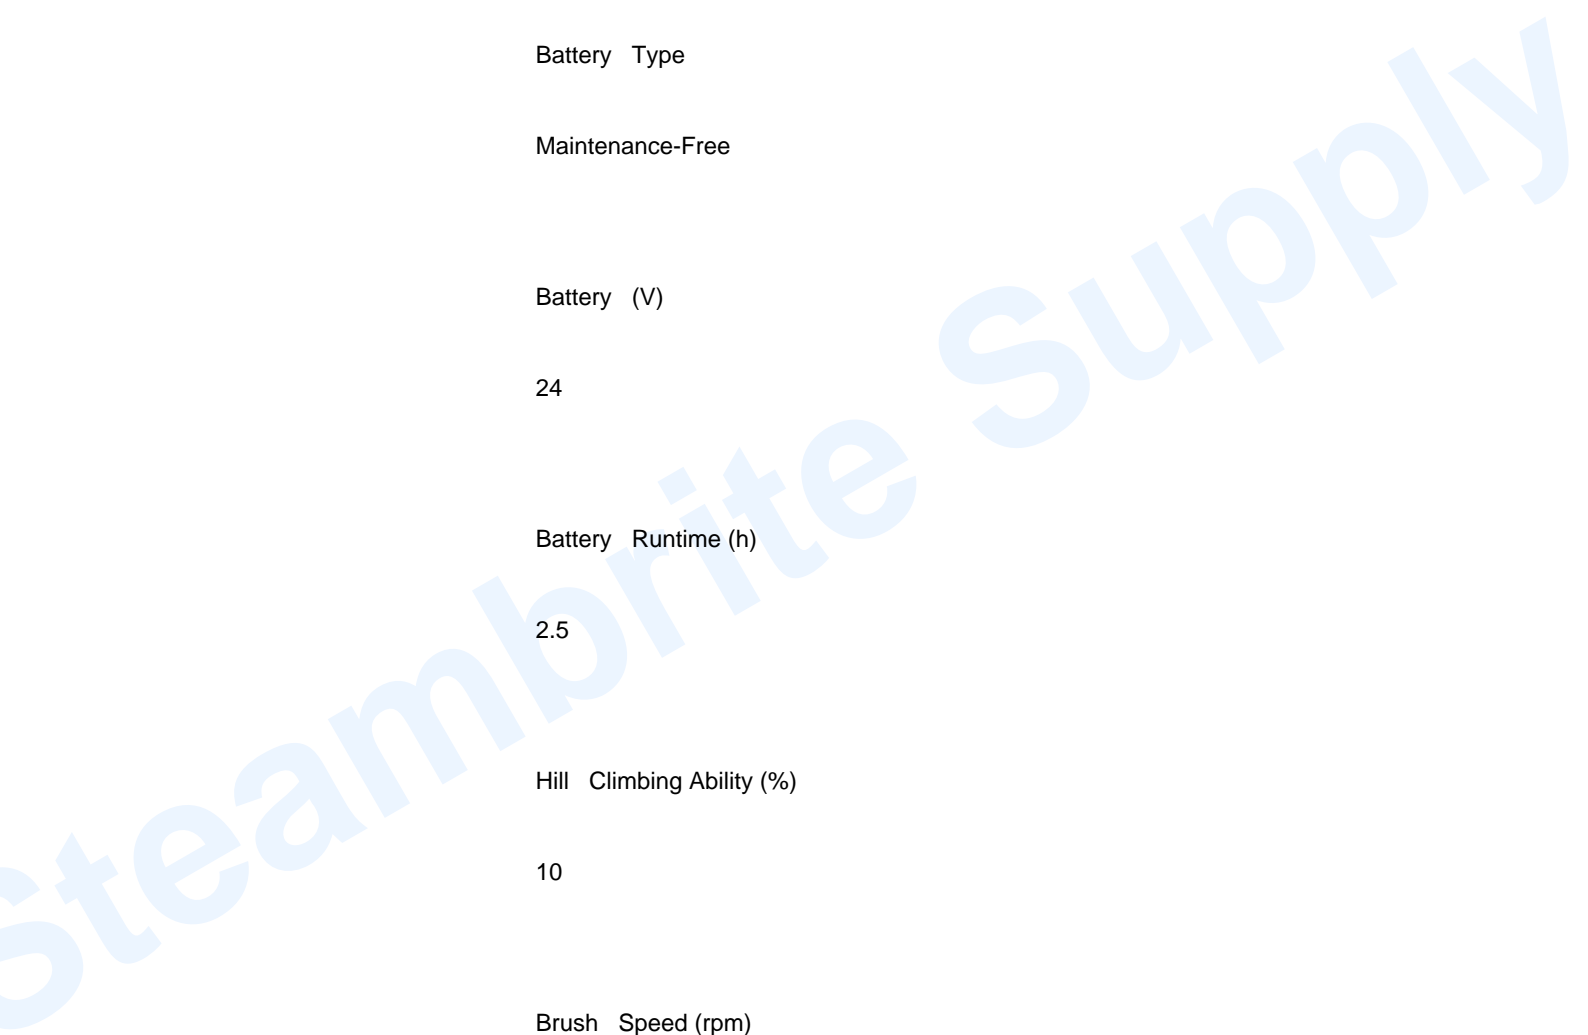 Battery   Type
Maintenance-Free
Battery   (V)
24
Battery   Runtime (h)
2.5
Hill   Climbing Ability (%)
10
Brush   Speed (rpm)
Steambrite Supply